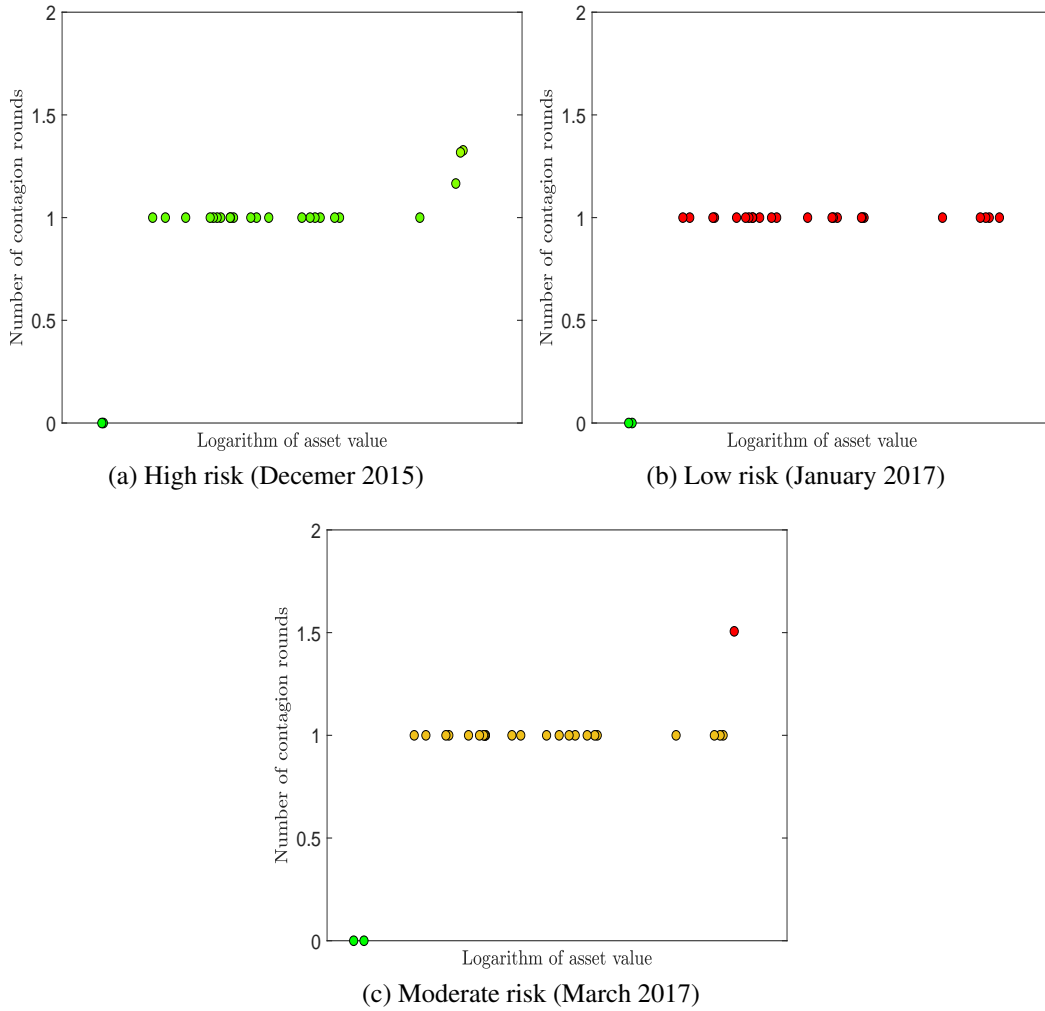 2
1.5
1
0.5
0
Number of contagion rounds
Logarithm of asset value
(a) High risk (Decemer 2015)
2
1.5
1
0.5
0
Number of contagion rounds
Logarithm of asset value
(b) Low risk (January 2017)
2
1.5
1
0.5
0
Number of contagion rounds
Logarithm of asset value
(c) Moderate risk (March 2017)